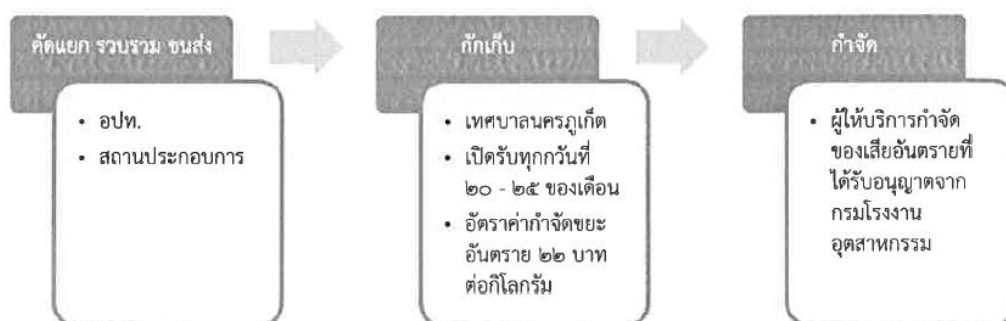 คัดแยก รวบรวม ขนส่ง
• อปท.
• สถานประกอบการ
กักเก็บ
• เทศบาลนครภูเก็ต
• เปิดรับทุกกวันที่
๒๐ - ๒๕ ของเดือน
• อัตราค่ากำจัดขยะ
อันตราย ๒๒ บาท
ต่อกิโลกรัม
กำจัด
• ผู้ให้บริการกำจัด
ของเสียอันตรายที่
ได้รับอนุญาตจาก
กรมโรงงาน
อุตสาหกรรม